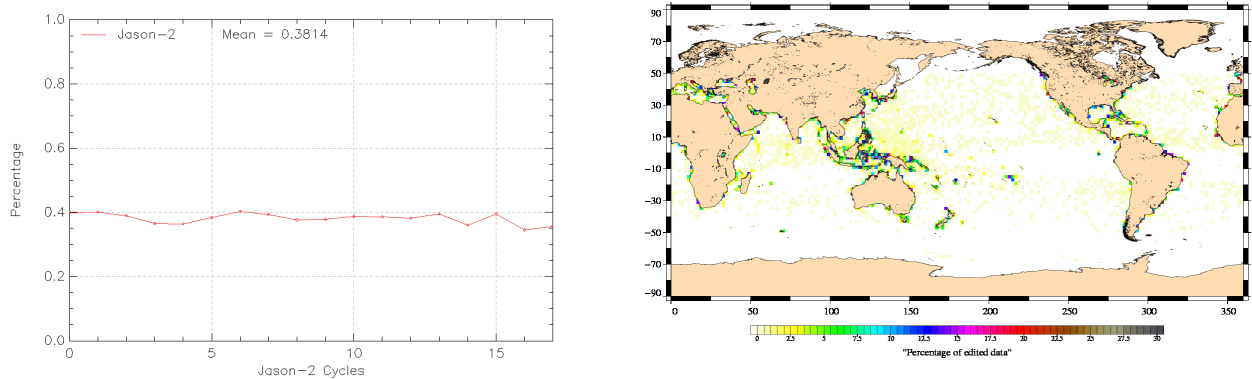 1.0
0.8
0.6
0.4
0.2
0.0
Percentage
Jason-2 Mean = 0.3814
0 5 10 15
Jason-2 Cycles
90
70
50
30
10
-10
-30
-50
-70
-90
0 50 100 150 200 250 300 350
0 2.5 5 7.5 10 12.5 15 17.5 20 22.5 25 27.5 30
"Percentage of edited data"